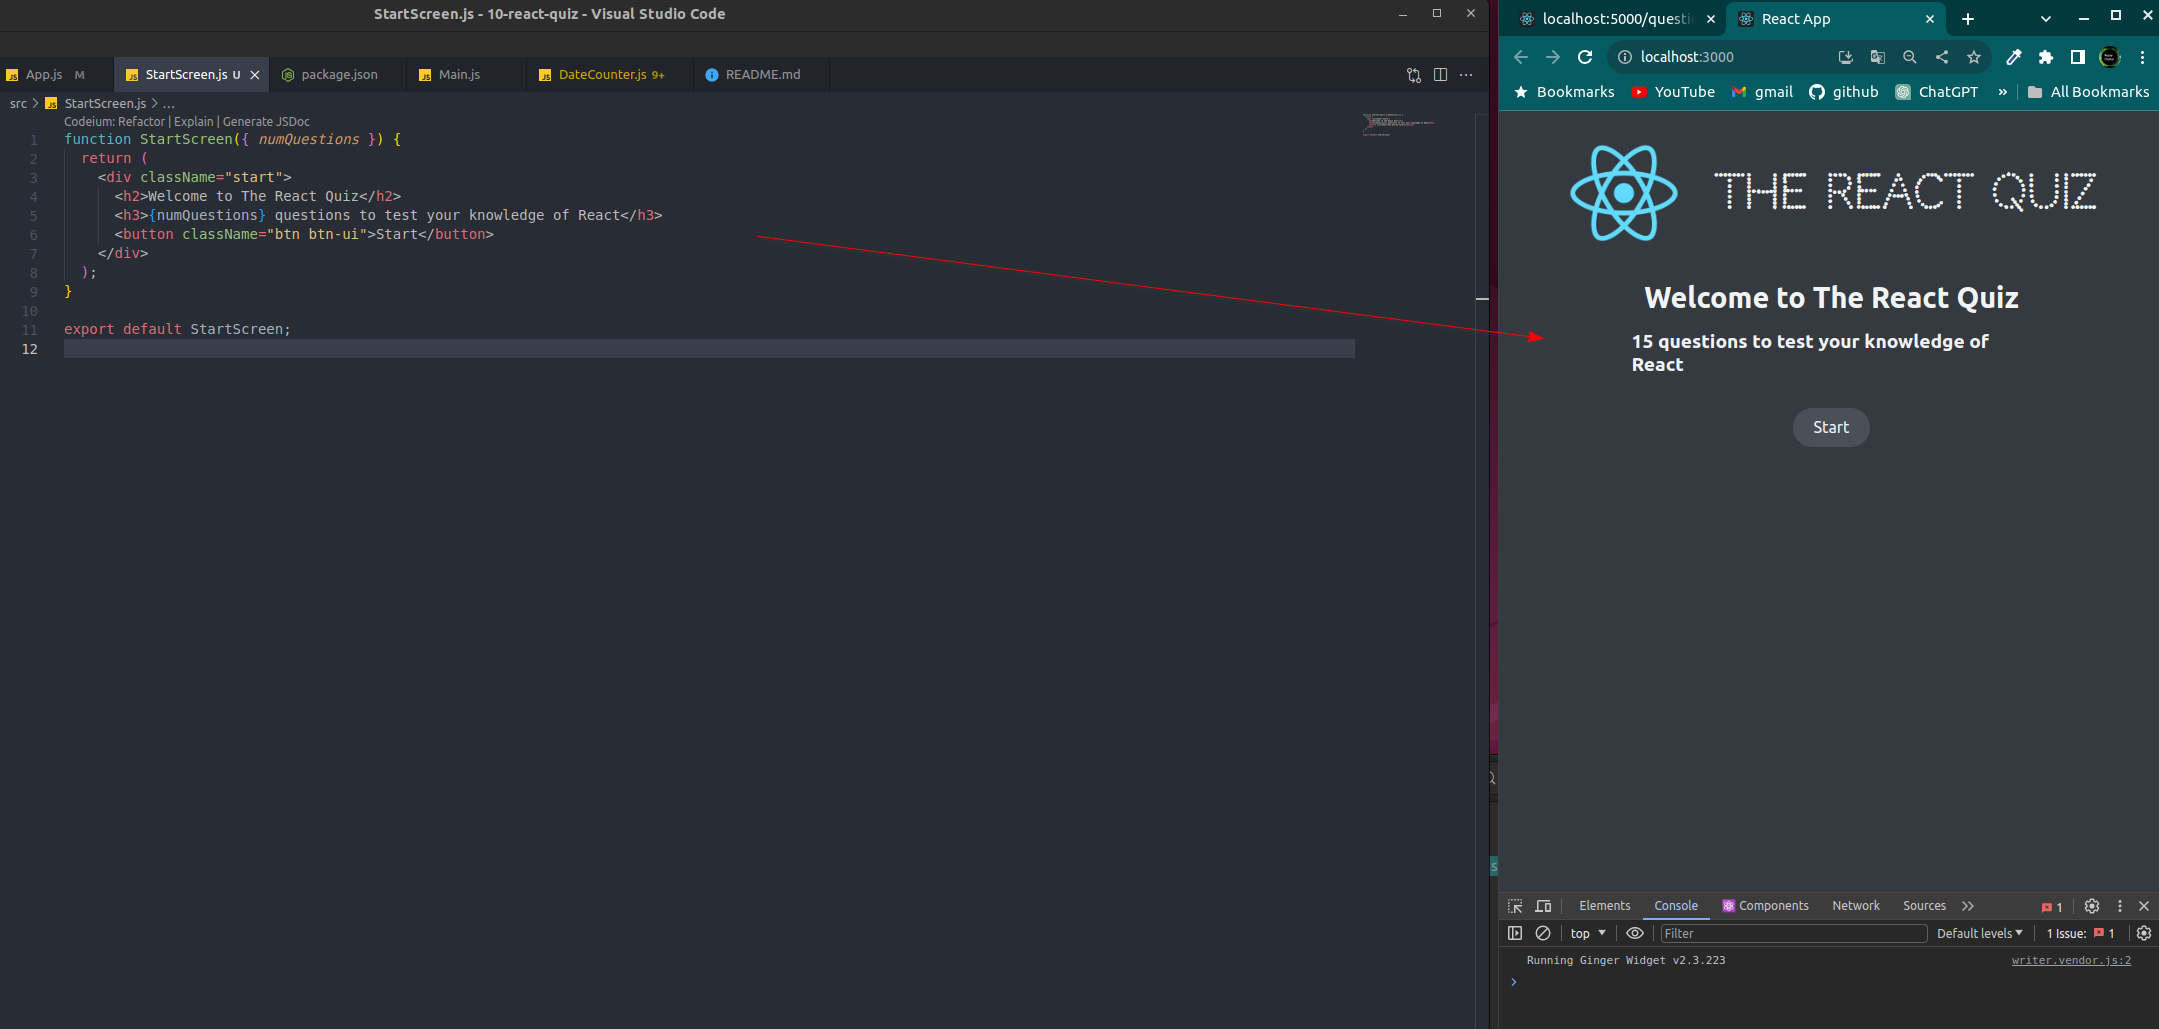 StartScreen.js - 10-react-quiz - Visual Studio Code
App.js M
StartScreen.js U
package.json
Main.js
DateCounter.js 9+
README.md
src > StartScreen.js > ...
Codeium: Refactor | Explain | Generate JSDoc
1 function StartScreen({ numQuestions }) {
2 return (
3 <div className="start">
4 <h2>Welcome to The React Quiz</h2>
5 <h3>{numQuestions} questions to test your knowledge of React</h3>
6 <button className="btn btn-ui">Start</button>
7 </div>
8 );
9 }
10
11 export default StartScreen;
12
localhost:5000/questi
React App
localhost:3000
Bookmarks
YouTube
gmail
github
ChatGPT
»
All Bookmarks
THE REACT QUIZ
Welcome to The React Quiz
15 questions to test your knowledge of
React
Start
Elements
Console
Components
Network
Sources
1
top
Filter
Default levels
1 Issue: 1
Running Ginger Widget v2.3.223
writer.vendor.js:2